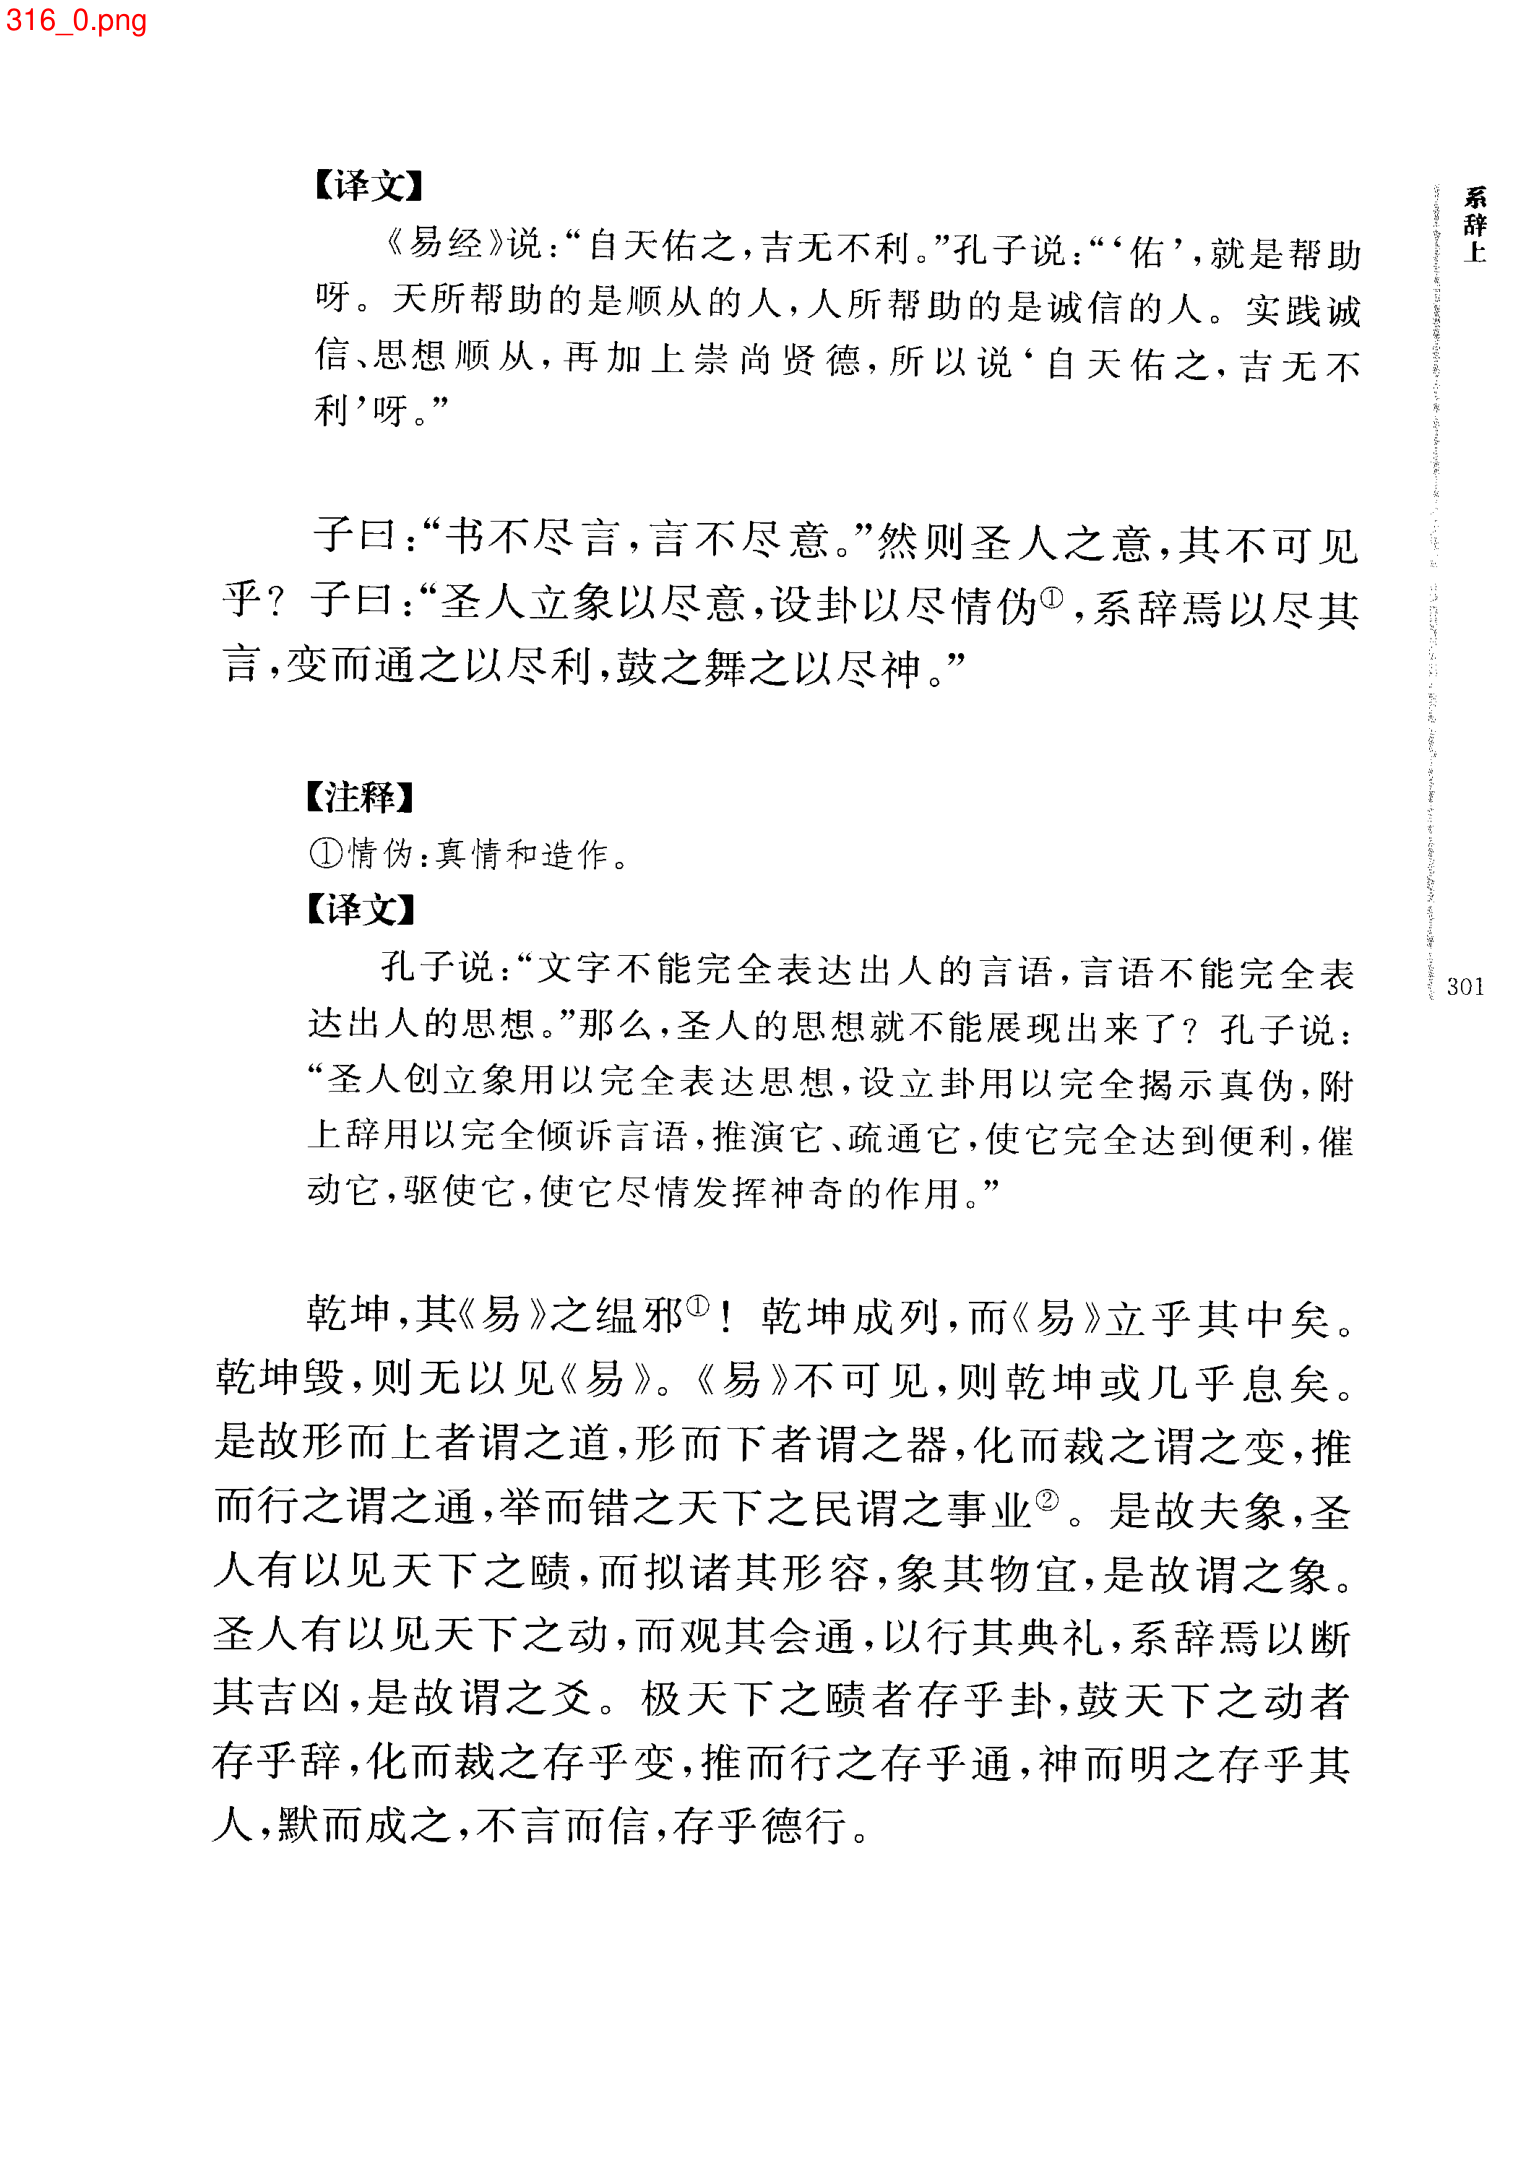 316_0.png
【译文】
《易经》说：“自天佑之，吉无不利。”孔子说：“‘佑’，就是帮助
呀。天所帮助的是顺从的人，人所帮助的是诚信的人。实践诚
信、思想顺从，再加上崇尚贤德，所以说‘自天佑之，吉无不
利’呀。”
子曰：“书不尽言，言不尽意。”然则圣人之意，其不可见
乎？子曰：“圣人立象以尽意，设卦以尽情伪①，系辞焉以尽其
言，变而通之以尽利，鼓之舞之以尽神。”
【注释】
①情伪：真情和造作。
【译文】
孔子说：“文字不能完全表达出人的言语，言语不能完全表
达出人的思想。”那么，圣人的思想就不能展现出来了？孔子说：
“圣人创立象用以完全表达思想，设立卦用以完全揭示真伪，附
上辞用以完全倾诉言语，推演它、疏通它，使它完全达到便利，催
动它，驱使它，使它尽情发挥神奇的作用。”
乾坤，其《易》之缊邪①！乾坤成列，而《易》立乎其中矣。
乾坤毁，则无以见《易》。《易》不可见，则乾坤或几乎息矣。
是故形而上者谓之道，形而下者谓之器，化而裁之谓之变，推
而行之谓之通，举而错之天下之民谓之事业②。是故夫象，圣
人有以见天下之赜，而拟诸其形容，象其物宜，是故谓之象。
圣人有以见天下之动，而观其会通，以行其典礼，系辞焉以断
其吉凶，是故谓之爻。极天下之赜者存乎卦，鼓天下之动者
存乎辞，化而裁之存乎变，推而行之存乎通，神而明之存乎其
人，默而成之，不言而信，存乎德行。
系辞上
301